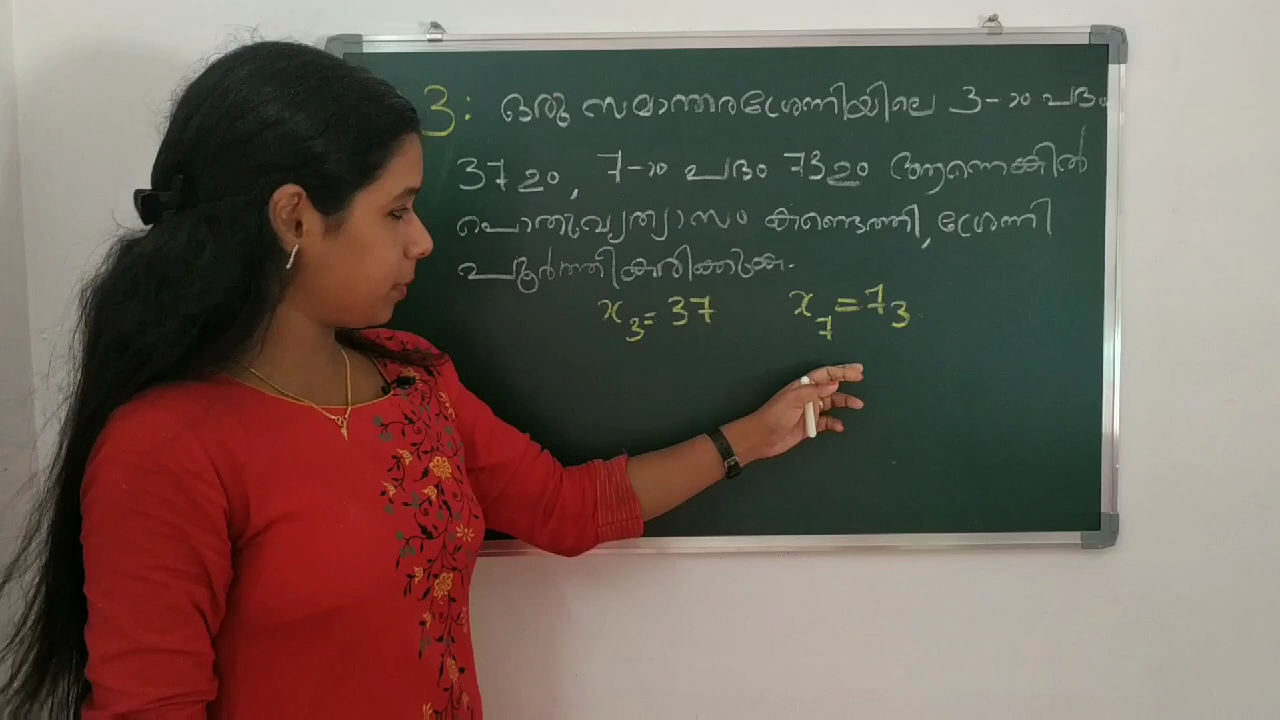 3: ഒരു സമാന്തരശ്രേണിയിലെ 3-ാം പദം
37ഉം, 7-ാം പദം 73ഉം ആണെങ്കിൽ
പൊതുവ്യത്യാസം കണ്ടെത്തി, ശ്രേണി
പൂർത്തീകരിക്കുക.
x₃ = 37 x₇ = 73